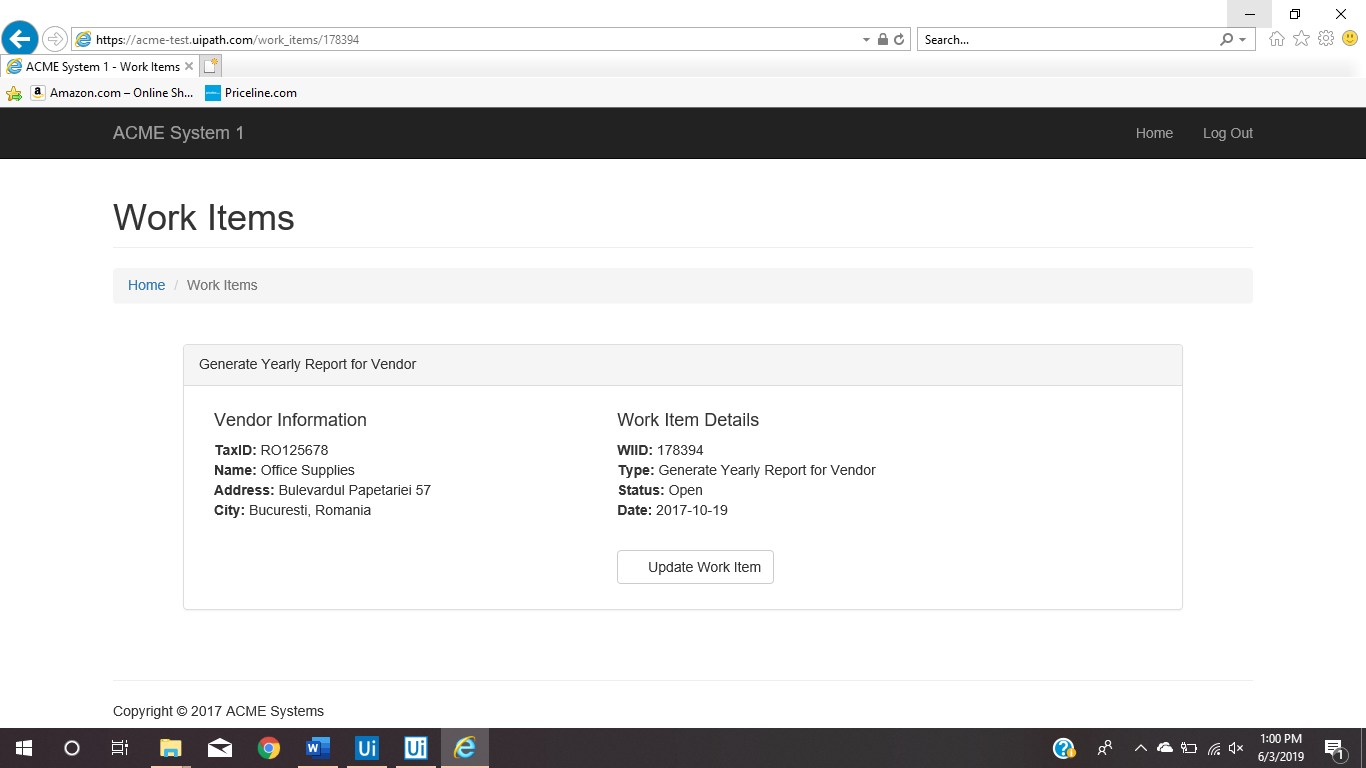 https://acme-test.uipath.com/work_items/178394
Search...
ACME System 1 - Work Items
Amazon.com – Online Sh...
Priceline.com
ACME System 1
Home
Log Out
Work Items
Home / Work Items
Generate Yearly Report for Vendor
Vendor Information
TaxID: RO125678
Name: Office Supplies
Address: Bulevardul Papetariei 57
City: Bucuresti, Romania
Work Item Details
WIID: 178394
Type: Generate Yearly Report for Vendor
Status: Open
Date: 2017-10-19
Update Work Item
Copyright © 2017 ACME Systems
1:00 PM
6/3/2019
1